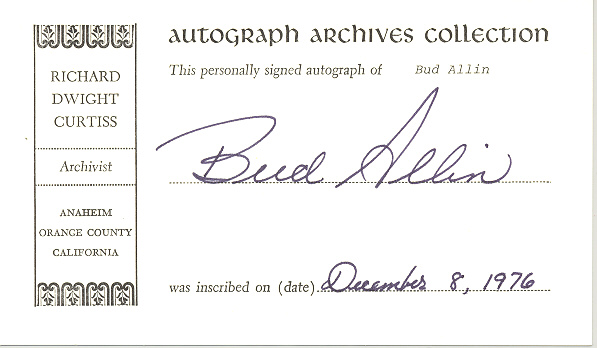 RICHARD
DWIGHT
CURTISS
Archivist
ANAHEIM
ORANGE COUNTY
CALIFORNIA
AUTOGRAPH ARCHIVES COLLECTION
This personally signed autograph of Bud Allin
Bud Allin
was inscribed on (date) December 8, 1976